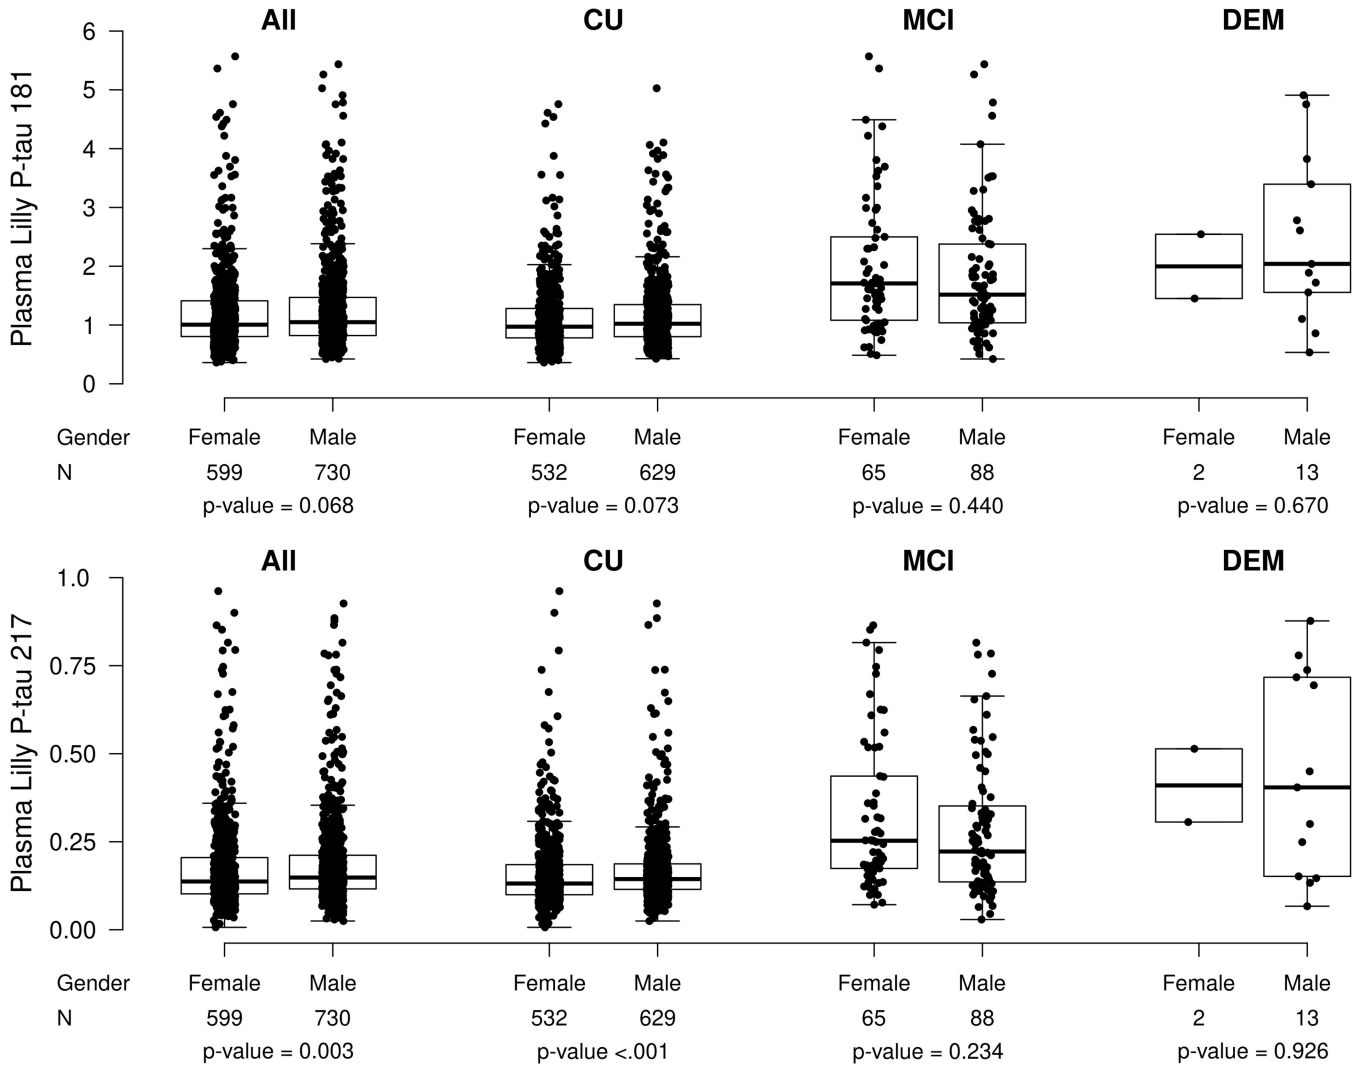 All CU MCI DEM
Plasma Lilly P-tau 181
6
5
4
3
2
1
0
Gender Female Male Female Male Female Male Female Male
N 599 730 532 629 65 88 2 13
p-value = 0.068 p-value = 0.073 p-value = 0.440 p-value = 0.670
All CU MCI DEM
Plasma Lilly P-tau 217
1.0
0.75
0.50
0.25
0.00
Gender Female Male Female Male Female Male Female Male
N 599 730 532 629 65 88 2 13
p-value = 0.003 p-value <.001 p-value = 0.234 p-value = 0.926